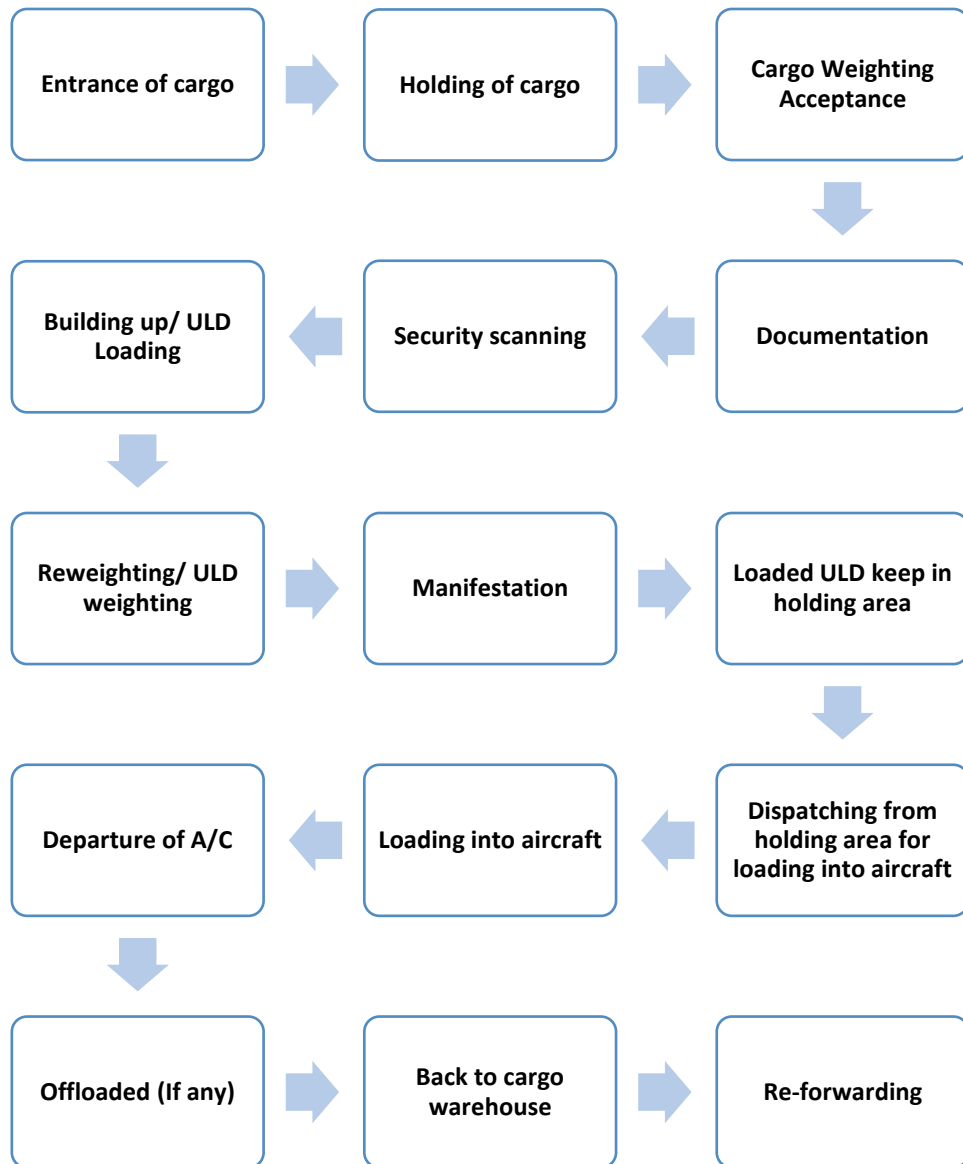 Entrance of cargo
Holding of cargo
Cargo Weighting
Acceptance
Documentation
Security scanning
Building up/ ULD
Loading
Reweighting/ ULD
weighting
Manifestation
Loaded ULD keep in
holding area
Dispatching from
holding area for
loading into aircraft
Loading into aircraft
Departure of A/C
Offloaded (If any)
Back to cargo
warehouse
Re-forwarding